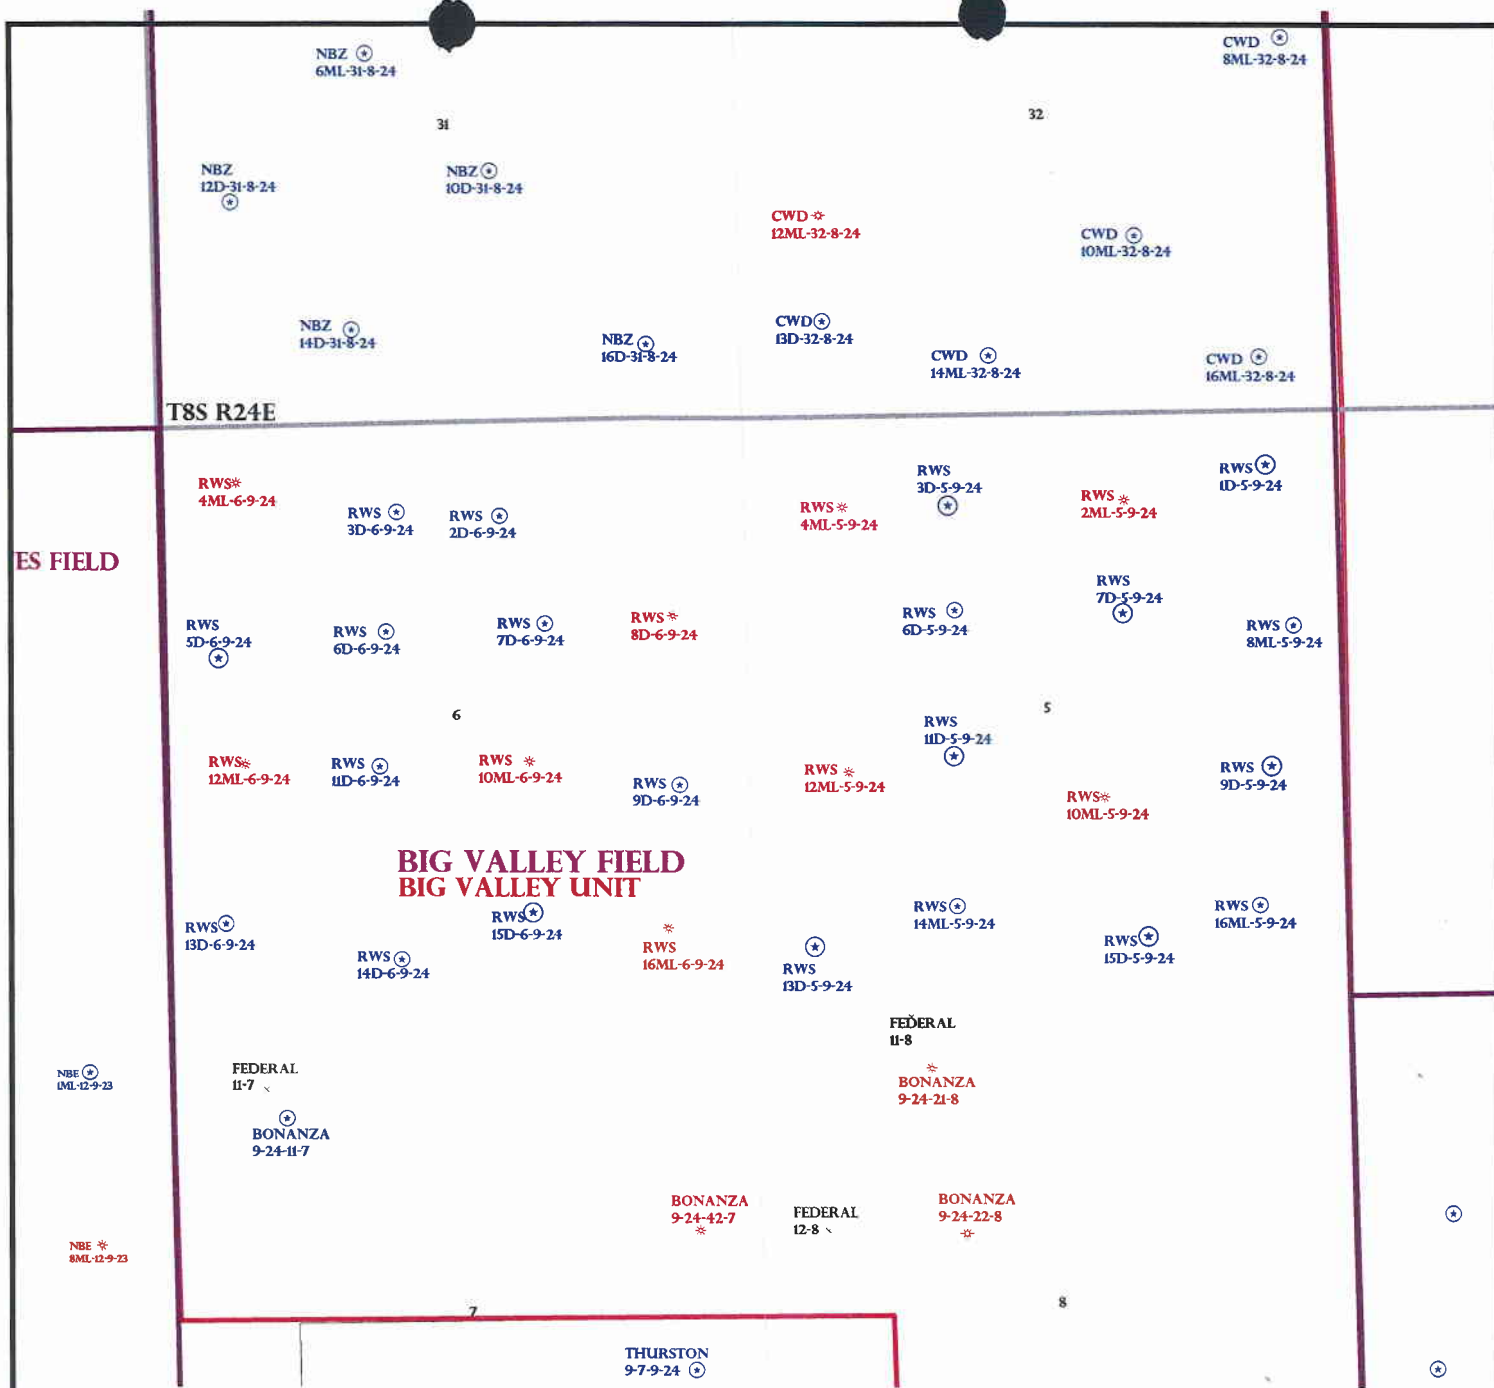 NBZ
6ML-31-8-24
CWD
8ML-32-8-24
31
32
NBZ
12D-31-8-24
NBZ
10D-31-8-24
CWD
12ML-32-8-24
CWD
10ML-32-8-24
NBZ
14D-31-8-24
NBZ
16D-31-8-24
CWD
13D-32-8-24
CWD
14ML-32-8-24
CWD
16ML-32-8-24
T8S R24E
RWS
4ML-6-9-24
RWS
3D-6-9-24
RWS
2D-6-9-24
RWS
4ML-5-9-24
RWS
3D-5-9-24
RWS
2ML-5-9-24
RWS
1D-5-9-24
ES FIELD
RWS
5D-6-9-24
RWS
6D-6-9-24
RWS
7D-6-9-24
RWS
8D-6-9-24
RWS
6D-5-9-24
RWS
7D-5-9-24
RWS
8ML-5-9-24
6
5
RWS
12ML-6-9-24
RWS
11D-6-9-24
RWS
10ML-6-9-24
RWS
9D-6-9-24
RWS
12ML-5-9-24
RWS
11D-5-9-24
RWS
10ML-5-9-24
RWS
9D-5-9-24
BIG VALLEY FIELD
BIG VALLEY UNIT
RWS
13D-6-9-24
RWS
14D-6-9-24
RWS
15D-6-9-24
RWS
16ML-6-9-24
RWS
13D-5-9-24
RWS
14ML-5-9-24
RWS
15D-5-9-24
RWS
16ML-5-9-24
FEDERAL
11-8
NBE
1ML-12-9-23
FEDERAL
11-7
BONANZA
9-24-21-8
BONANZA
9-24-11-7
BONANZA
9-24-42-7
FEDERAL
12-8
BONANZA
9-24-22-8
NBE
8ML-12-9-23
7
8
THURSTON
9-7-9-24